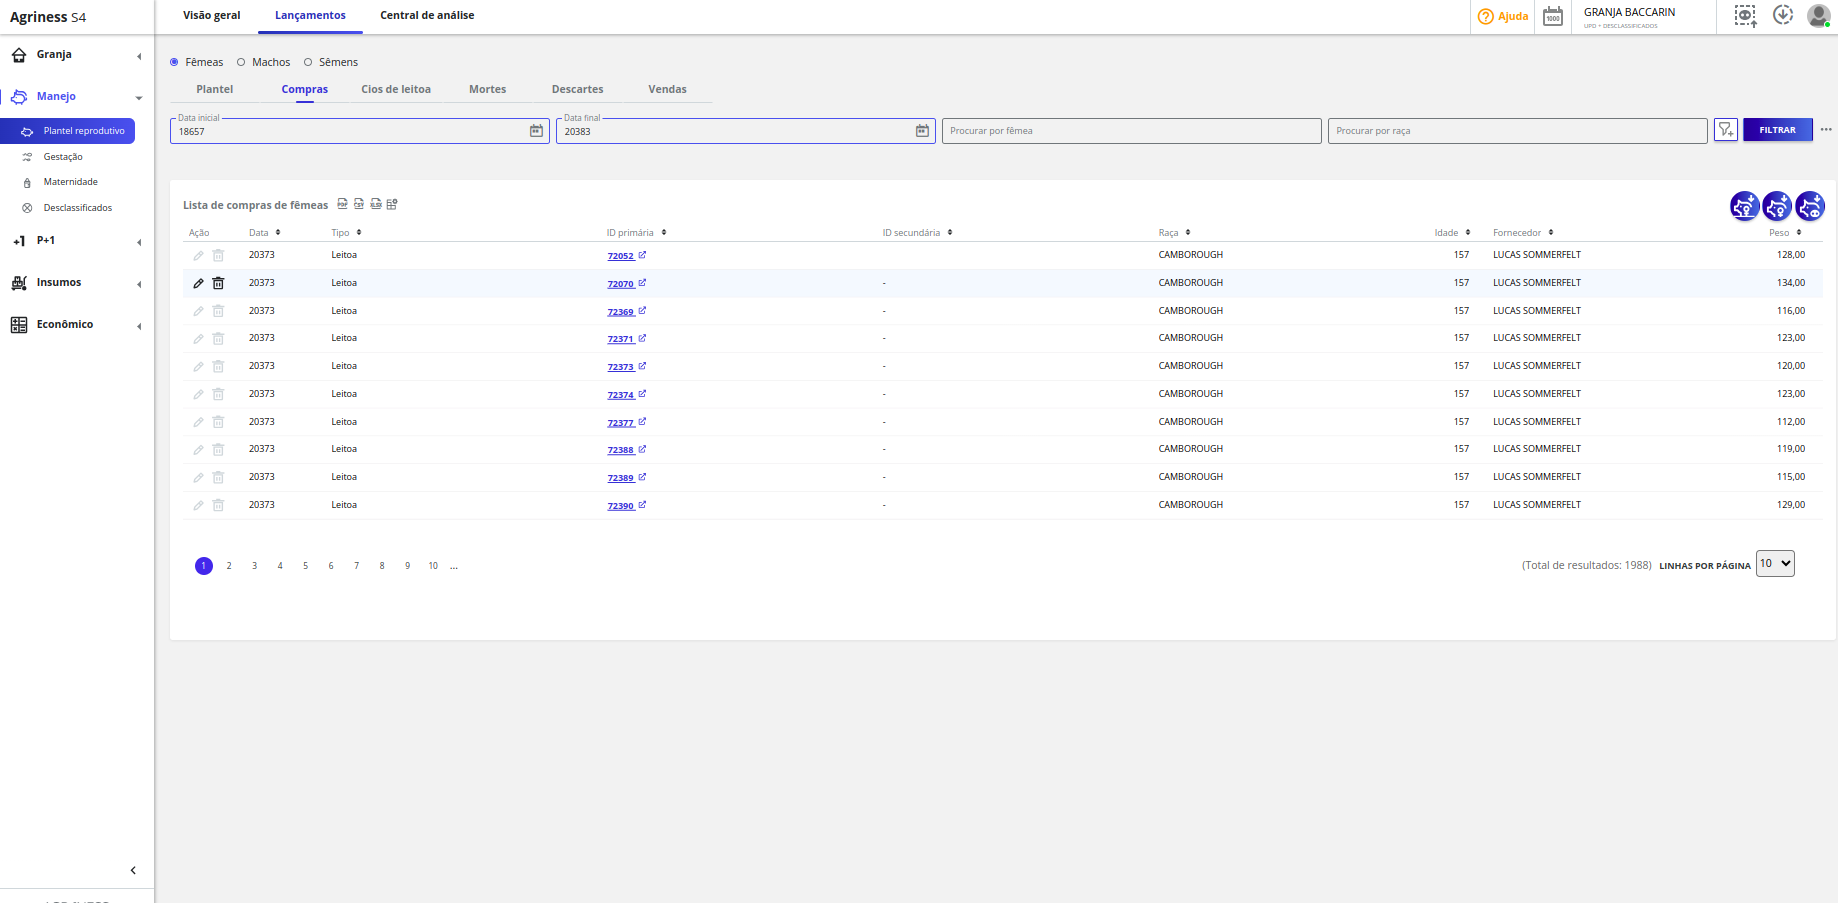 Agriness S4
Visão geral Lançamentos Central de análise
Ajuda
1000
GRANJA BACCARIN
UPD • DESCLASSIFICADOS
Granja
Manejo
Plantel reprodutivo
Gestação
Maternidade
Desclassificados
P+1
Insumos
Econômico
Fêmeas Machos Sêmens
Plantel Compras Cios de leitoa Mortes Descartes Vendas
Data inicial
18657
Data final
20383
Procurar por fêmea
Procurar por raça
FILTRAR
Lista de compras de fêmeas
Ação Data Tipo ID primária ID secundária Raça Idade Fornecedor Peso
20373 Leitoa 72052 CAMBOROUGH 157 LUCAS SOMMERFELT 128,00
20373 Leitoa 72070 - CAMBOROUGH 157 LUCAS SOMMERFELT 134,00
20373 Leitoa 72369 - CAMBOROUGH 157 LUCAS SOMMERFELT 116,00
20373 Leitoa 72371 - CAMBOROUGH 157 LUCAS SOMMERFELT 123,00
20373 Leitoa 72373 - CAMBOROUGH 157 LUCAS SOMMERFELT 120,00
20373 Leitoa 72374 - CAMBOROUGH 157 LUCAS SOMMERFELT 123,00
20373 Leitoa 72377 - CAMBOROUGH 157 LUCAS SOMMERFELT 112,00
20373 Leitoa 72388 - CAMBOROUGH 157 LUCAS SOMMERFELT 119,00
20373 Leitoa 72389 - CAMBOROUGH 157 LUCAS SOMMERFELT 115,00
20373 Leitoa 72390 - CAMBOROUGH 157 LUCAS SOMMERFELT 129,00
1 2 3 4 5 6 7 8 9 10 ...
(Total de resultados: 1988) LINHAS POR PÁGINA 10